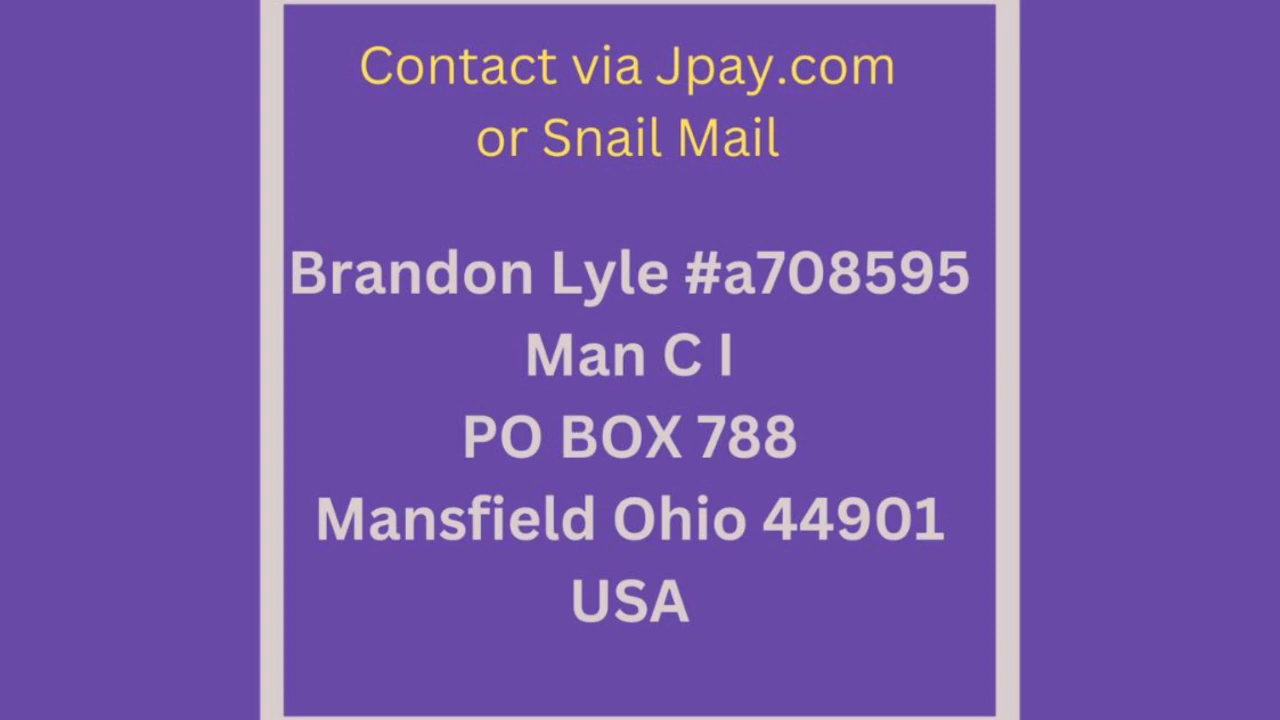 Contact via Jpay.com
or Snail Mail
Brandon Lyle #a708595
Man C I
PO BOX 788
Mansfield Ohio 44901
USA